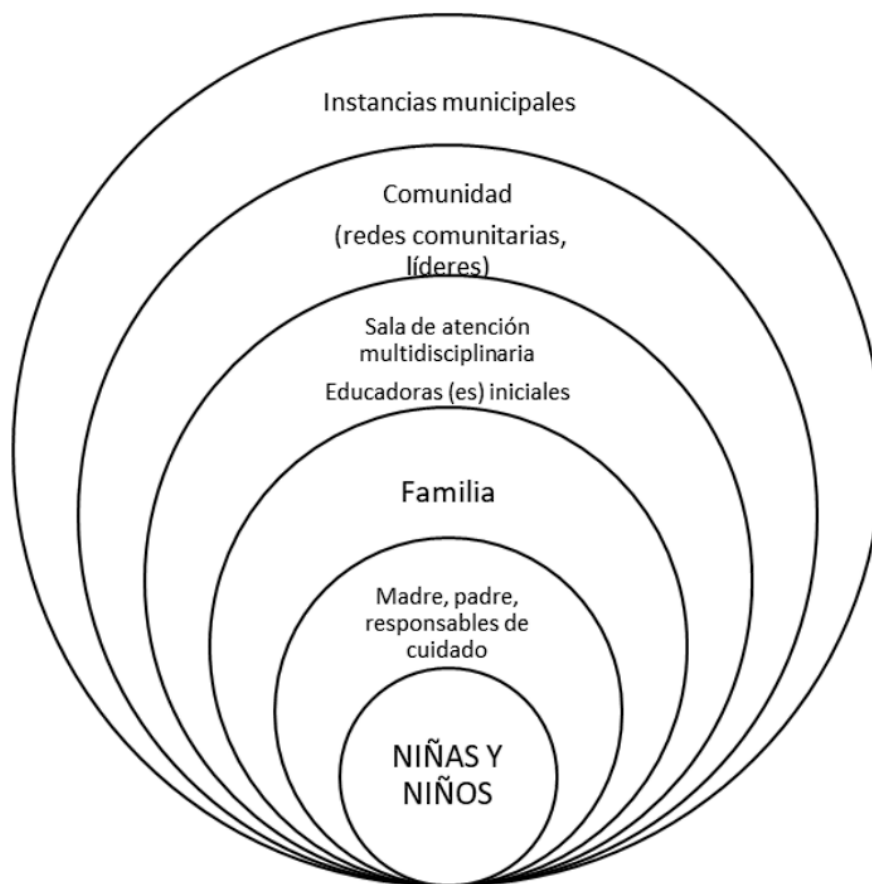 Instancias municipales
Comunidad
(redes comunitarias,
líderes)
Sala de atención
multidisciplinaria
Educadoras (es) iniciales
Familia
Madre, padre,
responsables de
cuidado
NIÑAS Y
NIÑOS